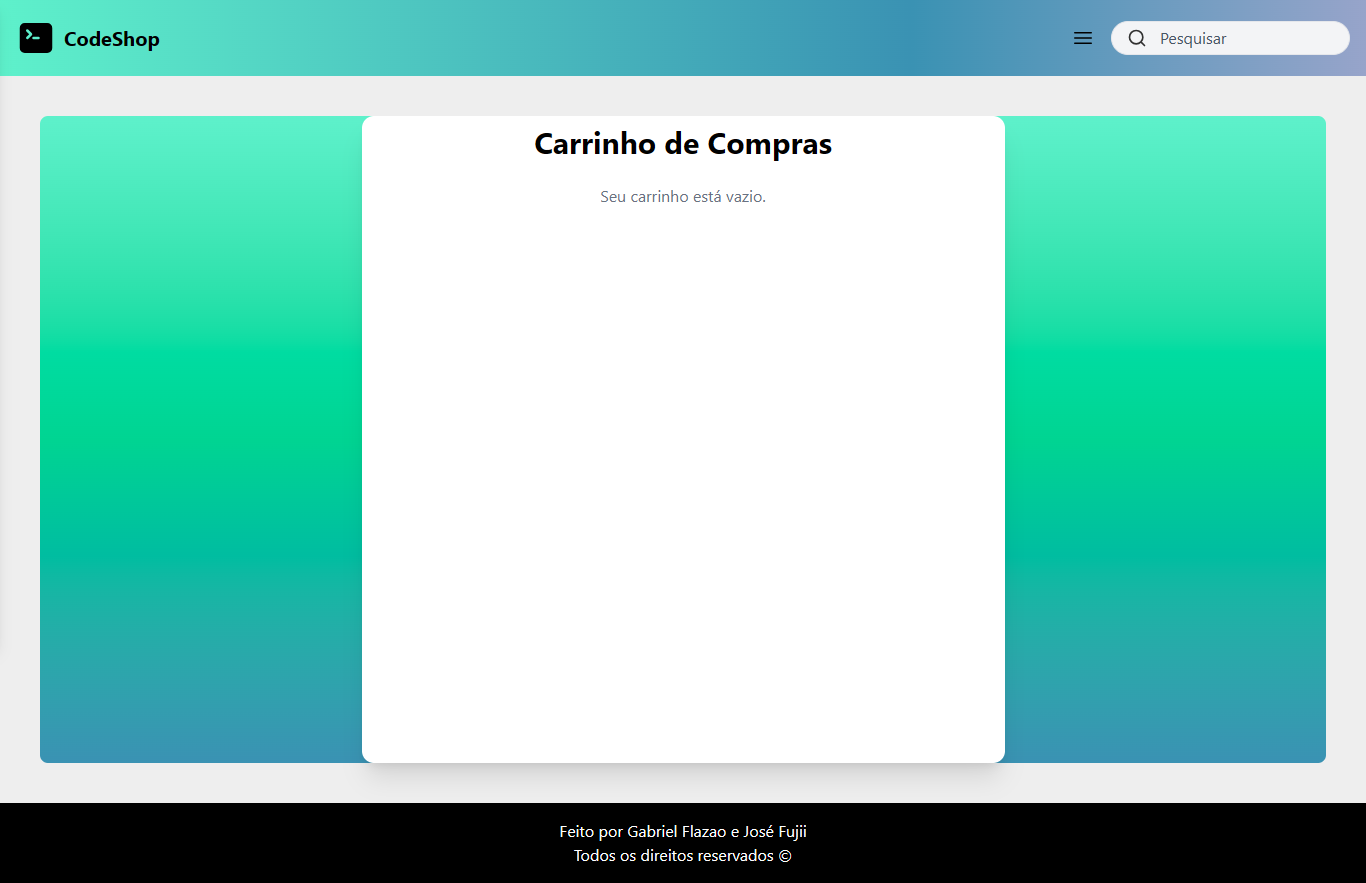 CodeShop
Pesquisar
Carrinho de Compras
Seu carrinho está vazio.
Feito por Gabriel Flazao e José Fujii
Todos os direitos reservados ©